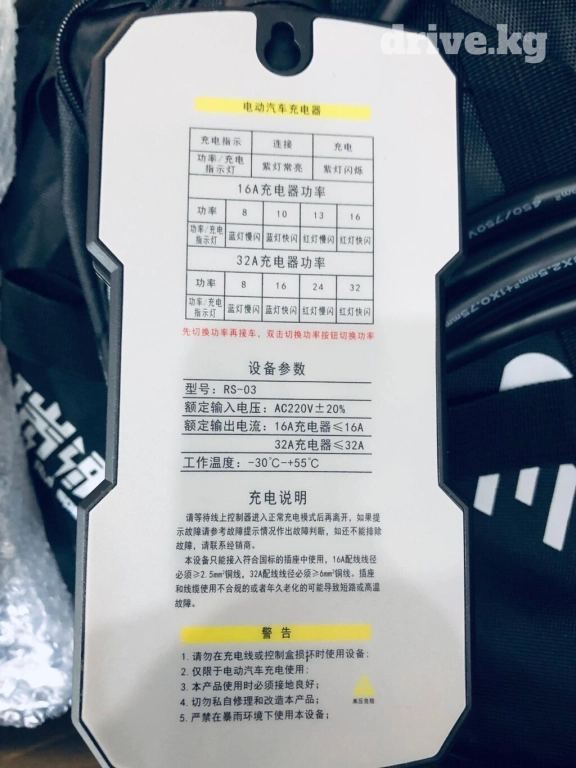 drive.kg
电动汽车充电器
充电指示 连接 充电
功率/充电指示灯 紫灯常亮 紫灯闪烁
16A充电器功率
功率 8 10 13 16
功率/充电指示灯 蓝灯慢闪 蓝灯快闪 红灯慢闪 红灯快闪
32A充电器功率
功率 8 16 24 32
功率/充电指示灯 蓝灯慢闪 蓝灯快闪 红灯慢闪 红灯快闪
先切换功率再接车，双击切换功率按钮切换功率
设备参数
型号：RS-03
额定输入电压：AC220V±20%
额定输出电流：16A充电器≤16A
32A充电器≤32A
工作温度：-30℃-+55℃
充电说明
请等待线上控制器进入正常充电模式后再离开，如果提
示故障请参考故障提示情况作出故障判断，如还不能排除
故障，请联系经销商。
本设备只能接入符合国标的插座中使用，16A配线线径
必须≥2.5mm²铜线，32A配线线径必须≥6mm²铜线。插座
和线缆使用不合规的或者年久老化的可能导致短路或高温
故障。
警告
1. 请勿在充电线或控制盒损坏时使用设备；
2. 仅限于电动汽车充电使用；
3. 本产品使用时必须接地良好；
4. 切勿私自修理和改造本产品；
5. 严禁在暴雨环境下使用本设备；
高压危险
450/750V
3X2.5mm²+1X0.75mm